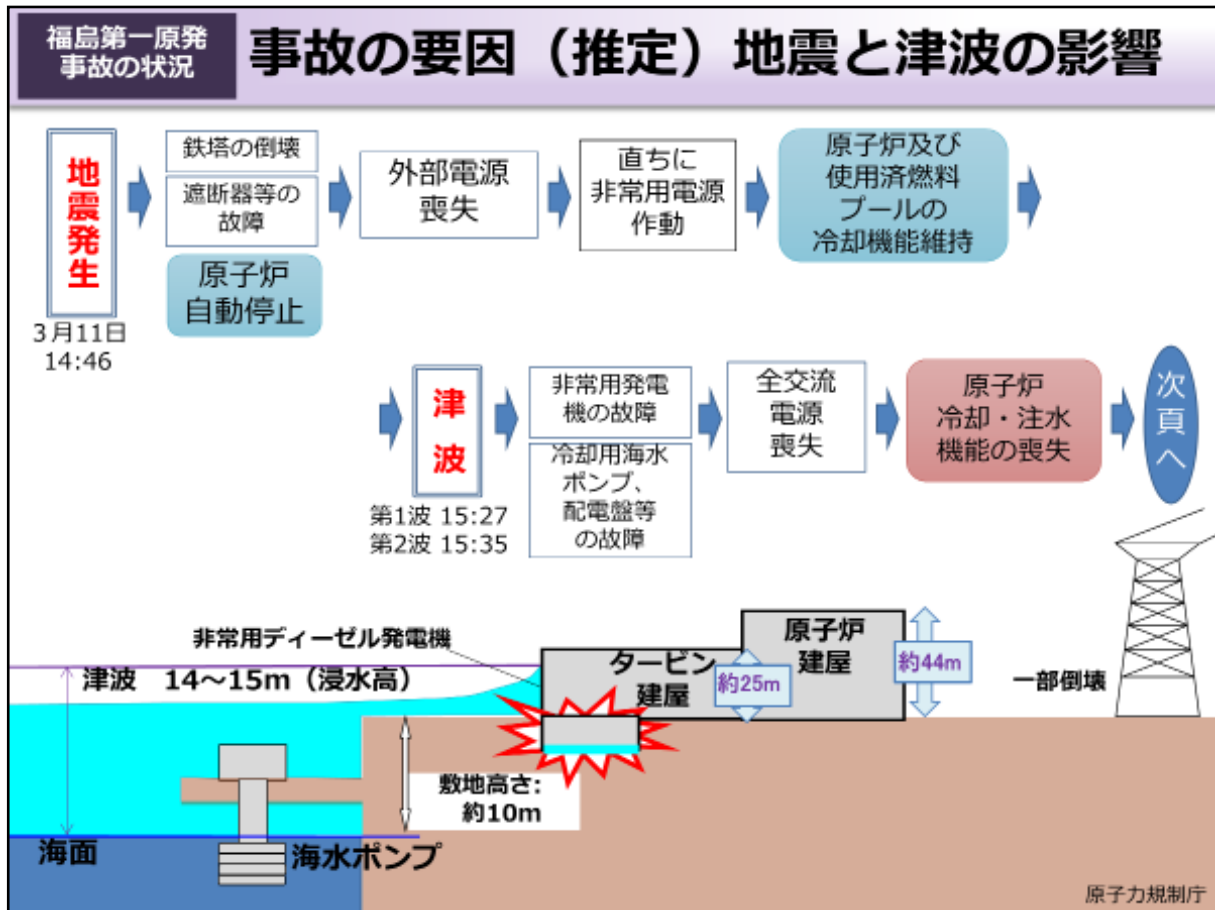 福島第一原発
事故の状況
事故の要因（推定）地震と津波の影響
地震発生
3月11日
14:46
鉄塔の倒壊
遮断器等の
故障
原子炉
自動停止
外部電源
喪失
直ちに
非常用電源
作動
原子炉及び
使用済燃料
プールの
冷却機能維持
津波
第1波 15:27
第2波 15:35
非常用発電
機の故障
冷却用海水
ポンプ、
配電盤等
の故障
全交流
電源
喪失
原子炉
冷却・注水
機能の喪失
次頁へ
非常用ディーゼル発電機
津波 14～15m（浸水高）
タービン
建屋
約25m
原子炉
建屋
約44m
一部倒壊
敷地高さ:
約10m
海面
海水ポンプ
原子力規制庁